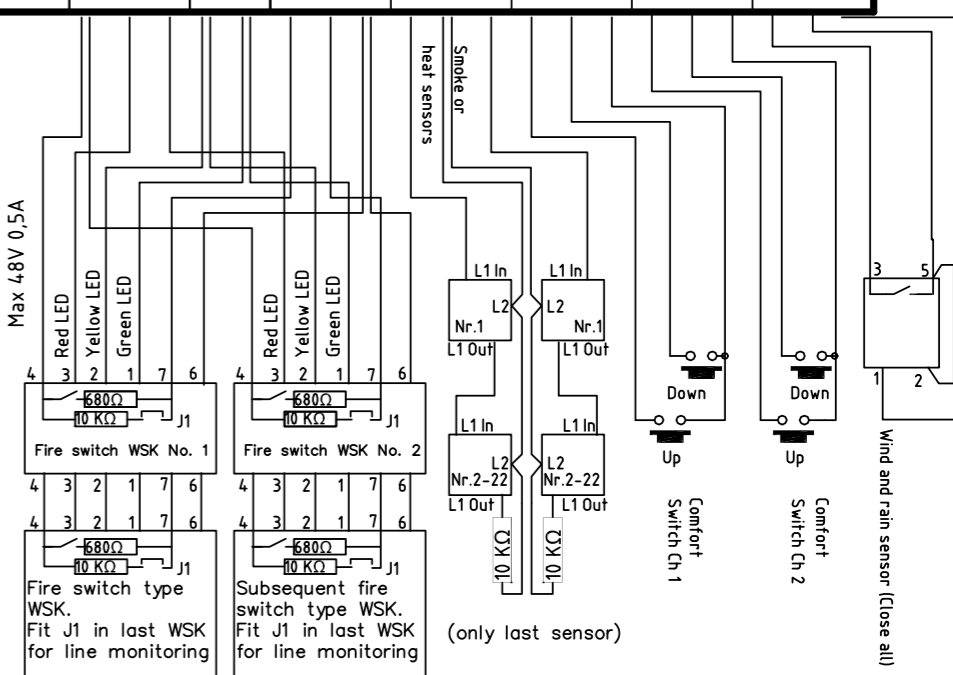 Smoke or
heat sensors
Max 48V 0,5A
Red LED
Yellow LED
Green LED
Red LED
Yellow LED
Green LED
4 3 2 1 7 6
680Ω
10 KΩ J1
Fire switch WSK No. 1
4 3 2 1 7 6
680Ω
10 KΩ J1
Fire switch WSK No. 2
4 3 2 1 7 6
4 3 2 1 7 6
680Ω
10 KΩ J1
Fire switch type
WSK.
Fit J1 in last WSK
for line monitoring
4 3 2 1 7 6
4 3 2 1 7 6
680Ω
10 KΩ J1
Subsequent fire
switch type WSK.
Fit J1 in last WSK
for line monitoring
L1 In
L2
Nr.1
L1 Out
L1 In
L2
Nr.1
L1 Out
L1 In
L2
Nr.2-22
L1 Out
10 KΩ
L1 In
L2
Nr.2-22
L1 Out
10 KΩ
(only last sensor)
Down
Up
Comfort
Switch Ch 1
Down
Up
Comfort
Switch Ch 2
3 5
1 2
Wind and rain sensor (Close all)